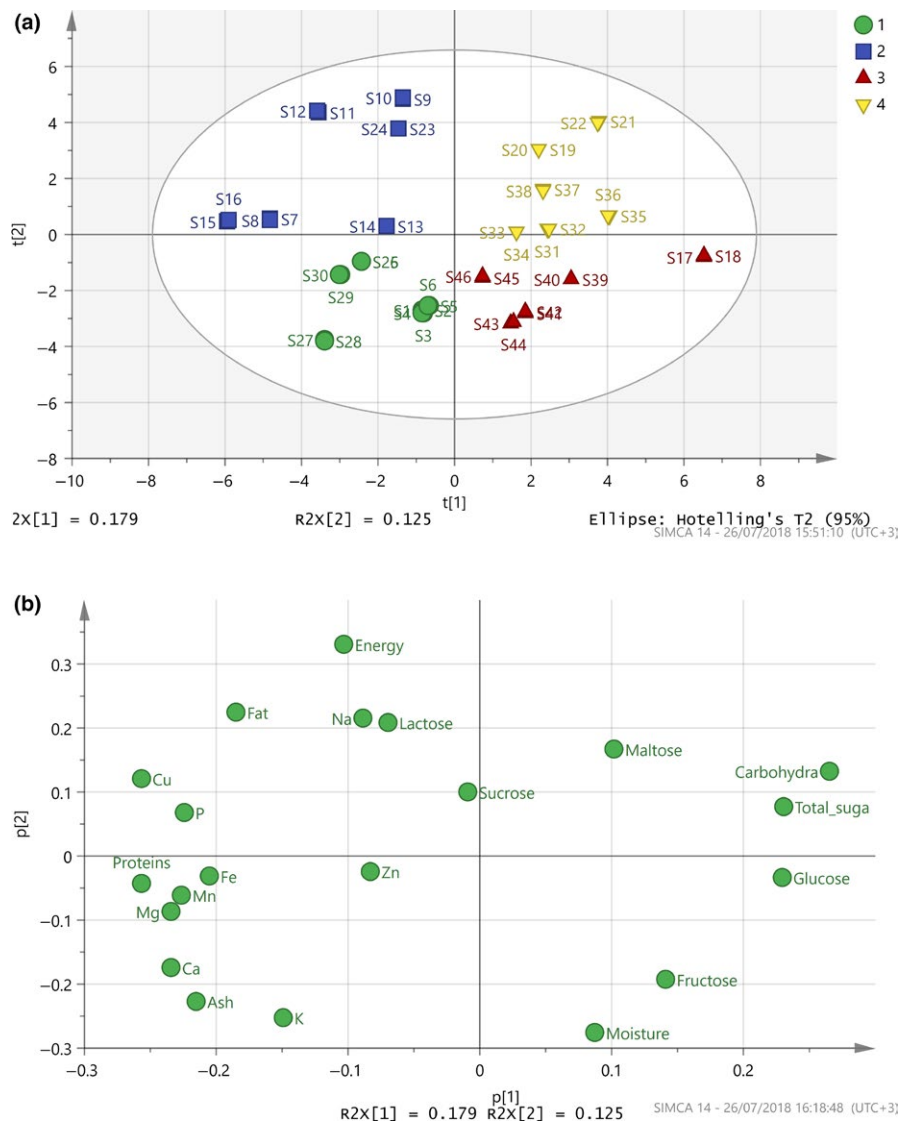 (a)
1
2
3
4
6
4
2
0
−2
−4
−6
−8
t[2]
S12 S11
S10 S9
S24 S23
S16
S15 S8 S7
S14 S13
S22 S21
S20 S19
S38 S37
S36
S35
S33 S32
S34 S31
S30
S29
S27 S28
S6
S5
S3
S46 S45
S40 S39
S17 S18
S43
S44
−10 −8 −6 −4 −2 0 2 4 6 8
t[1]
2X[1] = 0.179 R2X[2] = 0.125 Ellipse: Hotelling's T2 (95%)
SIMCA 14 - 26/07/2018 15:51:10 (UTC+3)
(b)
0.3
0.2
0.1
0
−0.1
−0.2
−0.3
p[2]
Energy
Fat
Na Lactose
Maltose
Carbohydra
Cu
Sucrose
Total_suga
P
Proteins
Fe
Zn
Glucose
Mn
Mg
Ca
Fructose
Ash
K
Moisture
−0.3 −0.2 −0.1 0 0.1 0.2
p[1]
R2X[1] = 0.179 R2X[2] = 0.125
SIMCA 14 - 26/07/2018 16:18:48 (UTC+3)